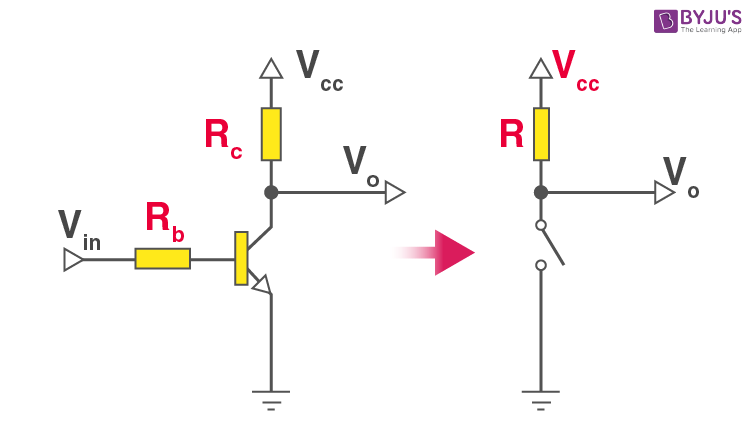 BYJU'S
The Learning App
Vcc
Rc
Vo
Vin
Rb
Vcc
R
Vo